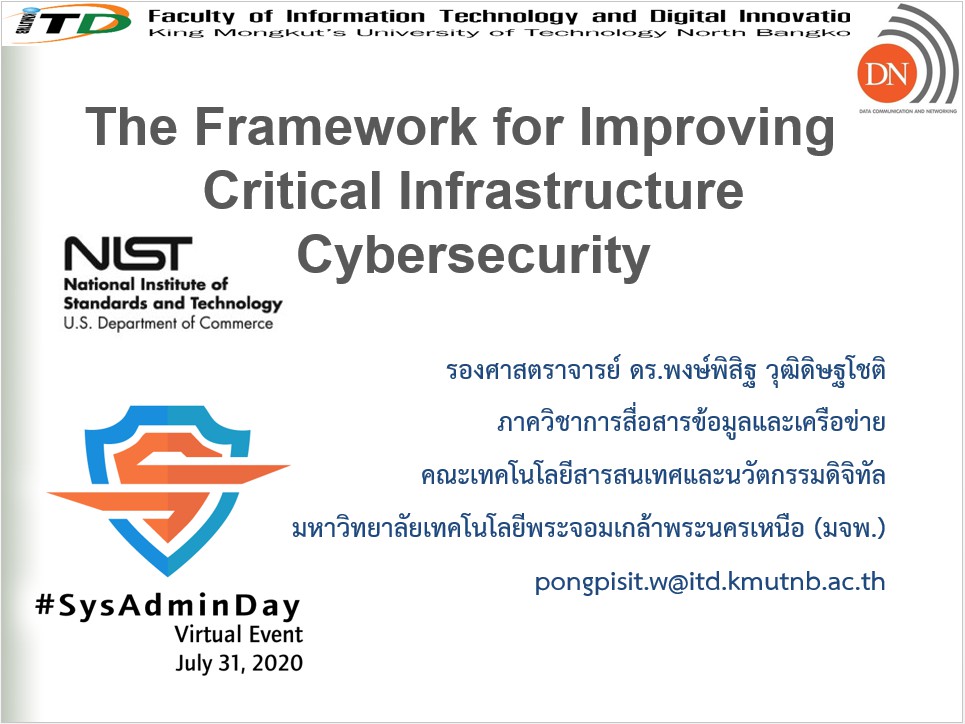 ITD
Faculty of Information Technology and Digital Innovatio
King Mongkut's University of Technology North Bangko
DN
DATA COMMUNICATION AND NETWORKING
The Framework for Improving
Critical Infrastructure
Cybersecurity
NIST
National Institute of
Standards and Technology
U.S. Department of Commerce
รองศาสตราจารย์ ดร.พงษ์พิสิฐ วุฒิดิษฐโชติ
ภาควิชาการสื่อสารข้อมูลและเครือข่าย
คณะเทคโนโลยีสารสนเทศและนวัตกรรมดิจิทัล
มหาวิทยาลัยเทคโนโลยีพระจอมเกล้าพระนครเหนือ (มจพ.)
pongpisit.w@itd.kmutnb.ac.th
#SysAdminDay
Virtual Event
July 31, 2020